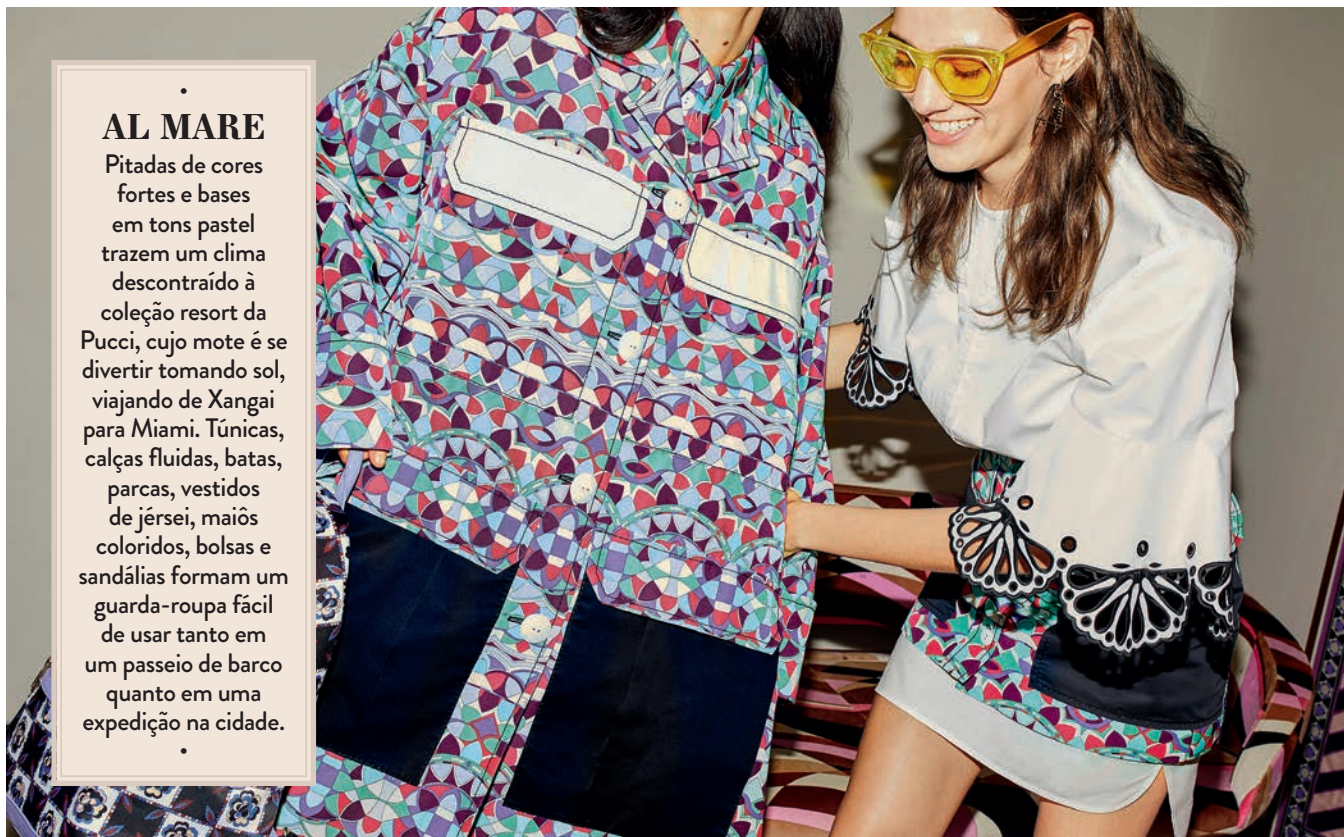 AL MARE
Pitadas de cores
fortes e bases
em tons pastel
trazem um clima
descontraído à
coleção resort da
Pucci, cujo mote é se
divertir tomando sol,
viajando de Xangai
para Miami. Túnicas,
calças fluidas, batas,
parcas, vestidos
de jérsei, maiôs
coloridos, bolsas e
sandálias formam um
guarda-roupa fácil
de usar tanto em
um passeio de barco
quanto em uma
expedição na cidade.